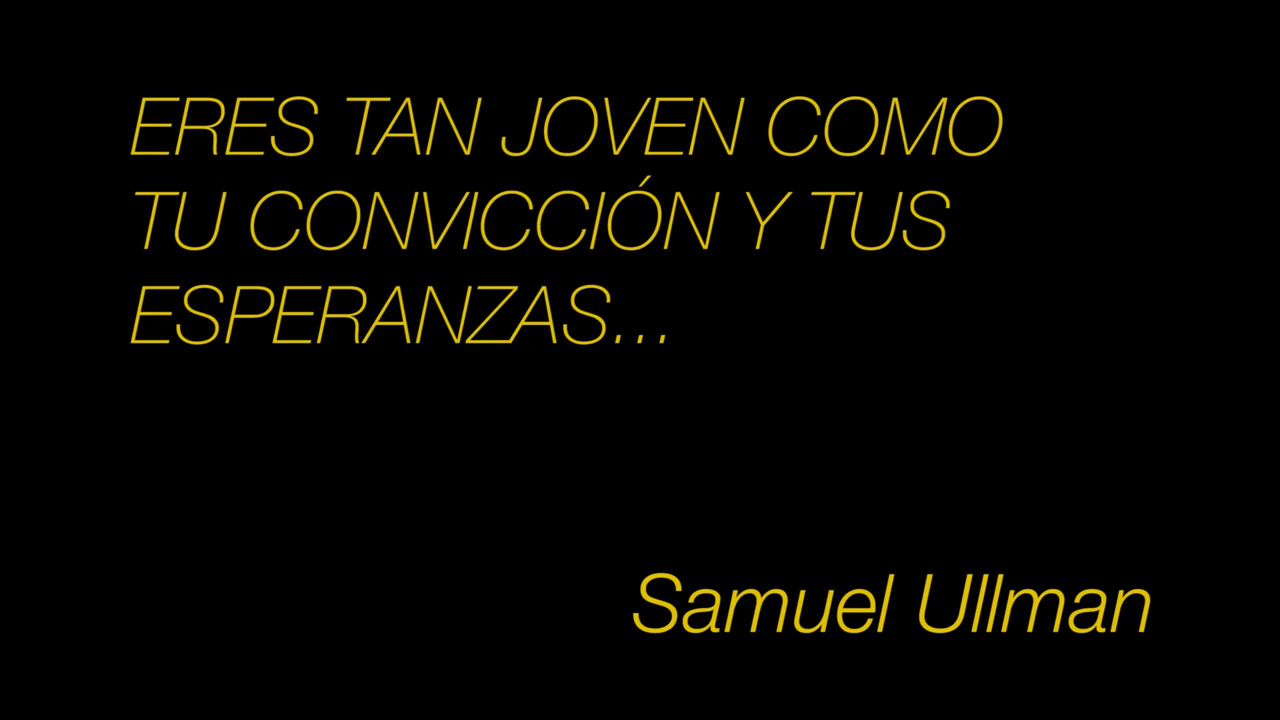 ERES TAN JOVEN COMO
TU CONVICCIÓN Y TUS
ESPERANZAS...
Samuel Ullman